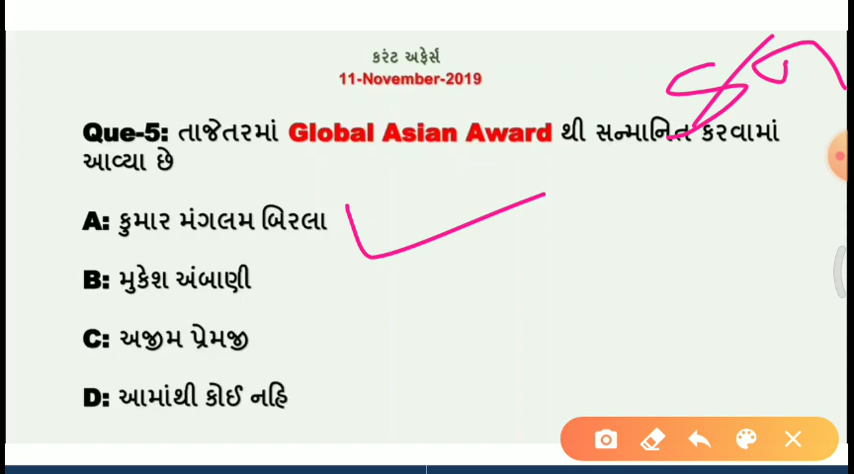 કરંટ અફેર્સ
11-November-2019
Que-5: તાજેતરમાં Global Asian Award થી સન્માનિત કરવામાં
આવ્યા છે
A: કુમાર મંગલમ બિરલા
B: મુકેશ અંબાણી
C: અજીમ પ્રેમજી
D: આમાંથી કોઈ નહિ